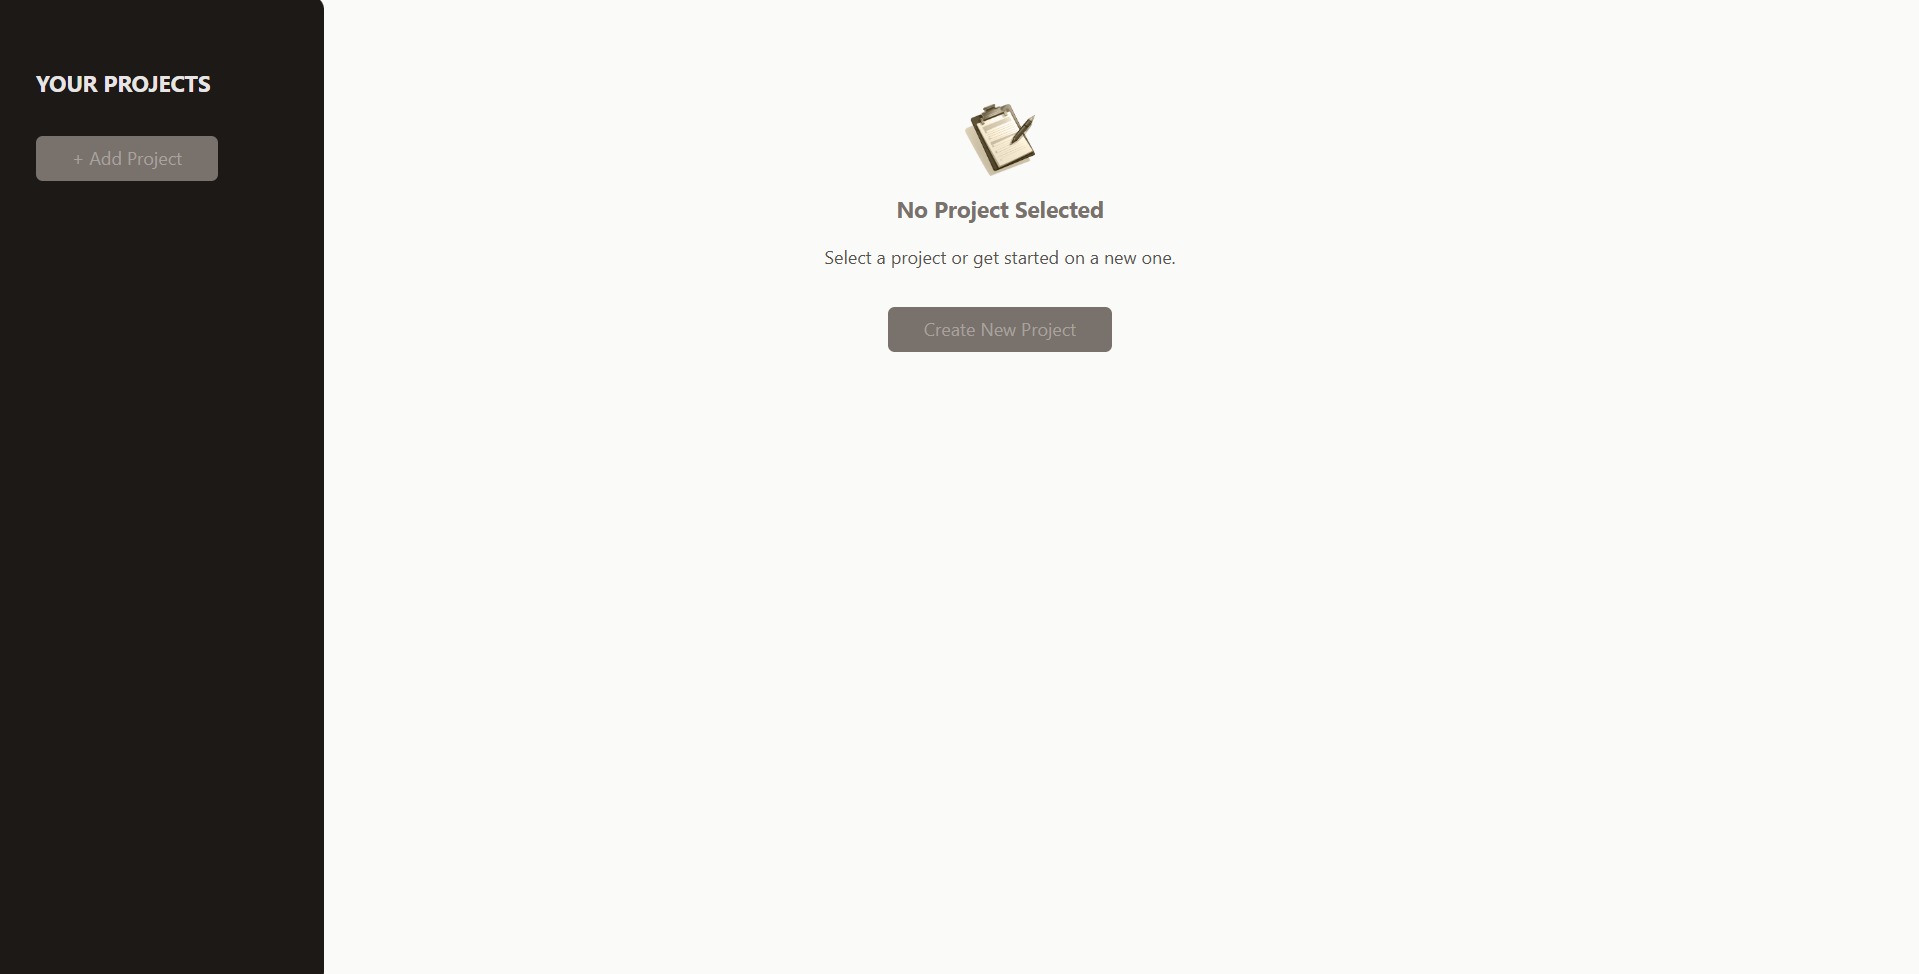 YOUR PROJECTS
+ Add Project
No Project Selected
Select a project or get started on a new one.
Create New Project